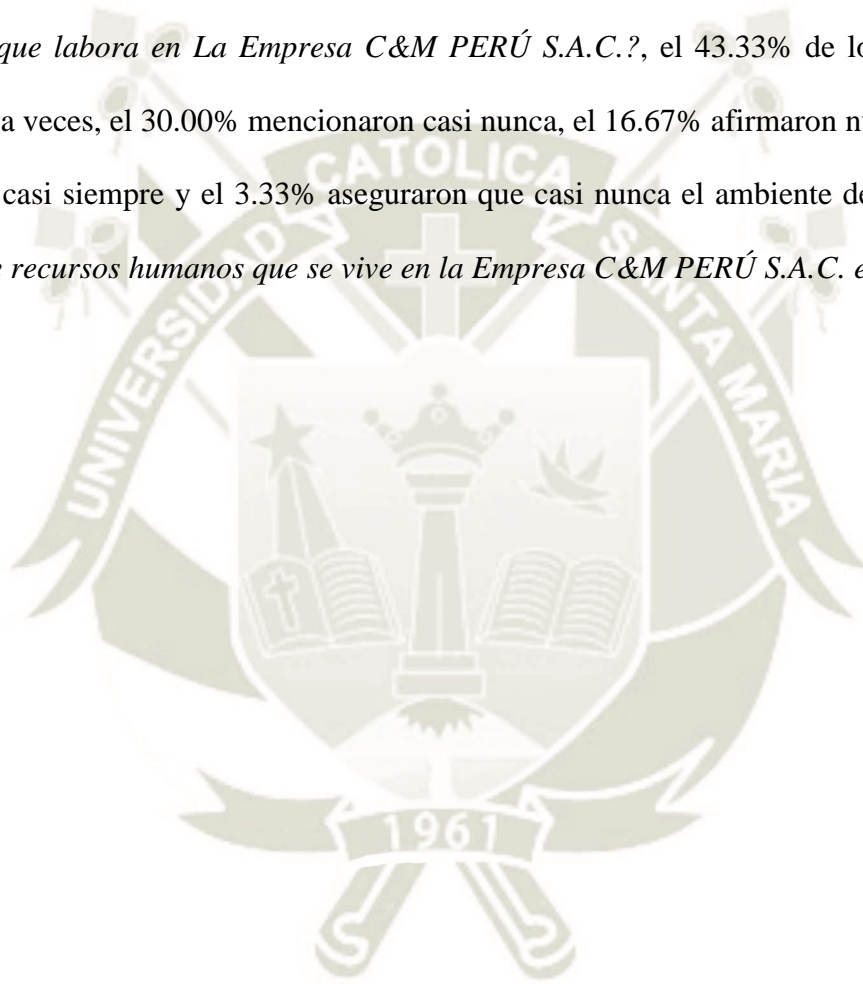 que labora en La Empresa C&M PERÚ S.A.C.?, el 43.33% de
a veces, el 30.00% mencionaron casi nunca, el 16.67% afirmaron
casi siempre y el 3.33% aseguraron que casi nunca el ambiente
recursos humanos que se vive en la Empresa C&M PERÚ S.A.C.
UNIVERSIDAD CATOLICA SANTA MARIA
1961